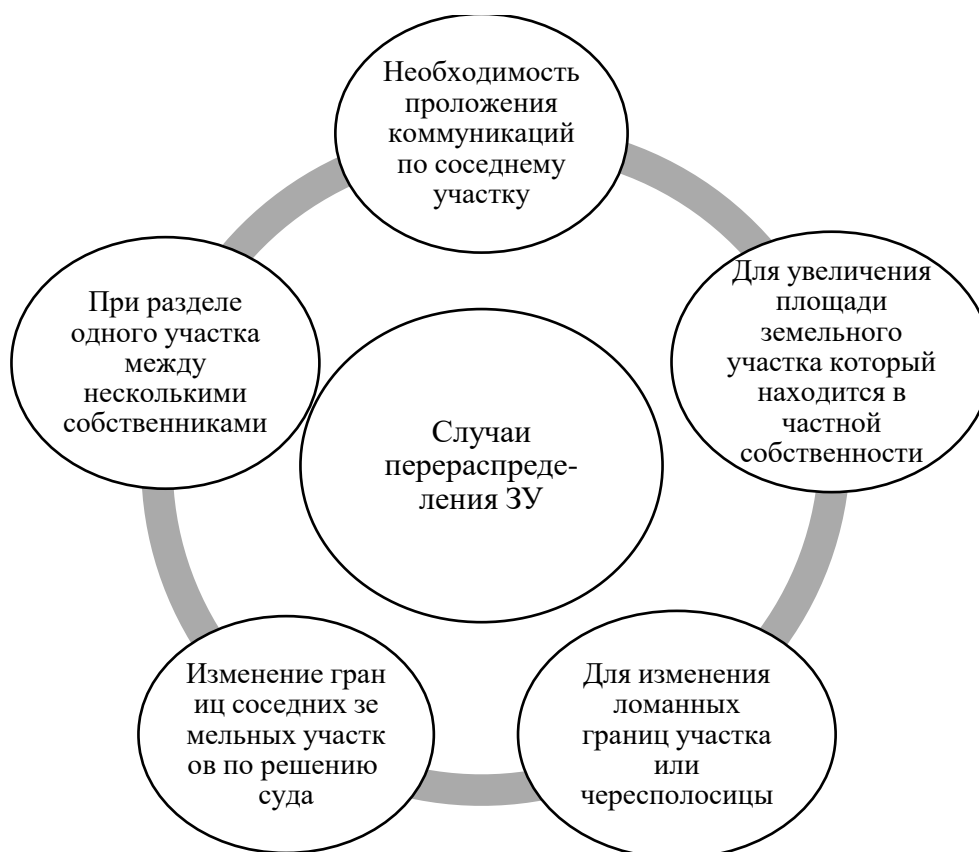 Необходимость
проложения
коммуникаций
по соседнему
участку
Для увеличения
площади
земельного
участка который
находится в
частной
собственности
Для изменения
ломанных
границ участка
или
чересполосицы
Изменение гран
иц соседних зе
мельных участк
ов по решению
суда
При разделе
одного участка
между
несколькими
собственниками
Случаи
перераспреде-
ления ЗУ